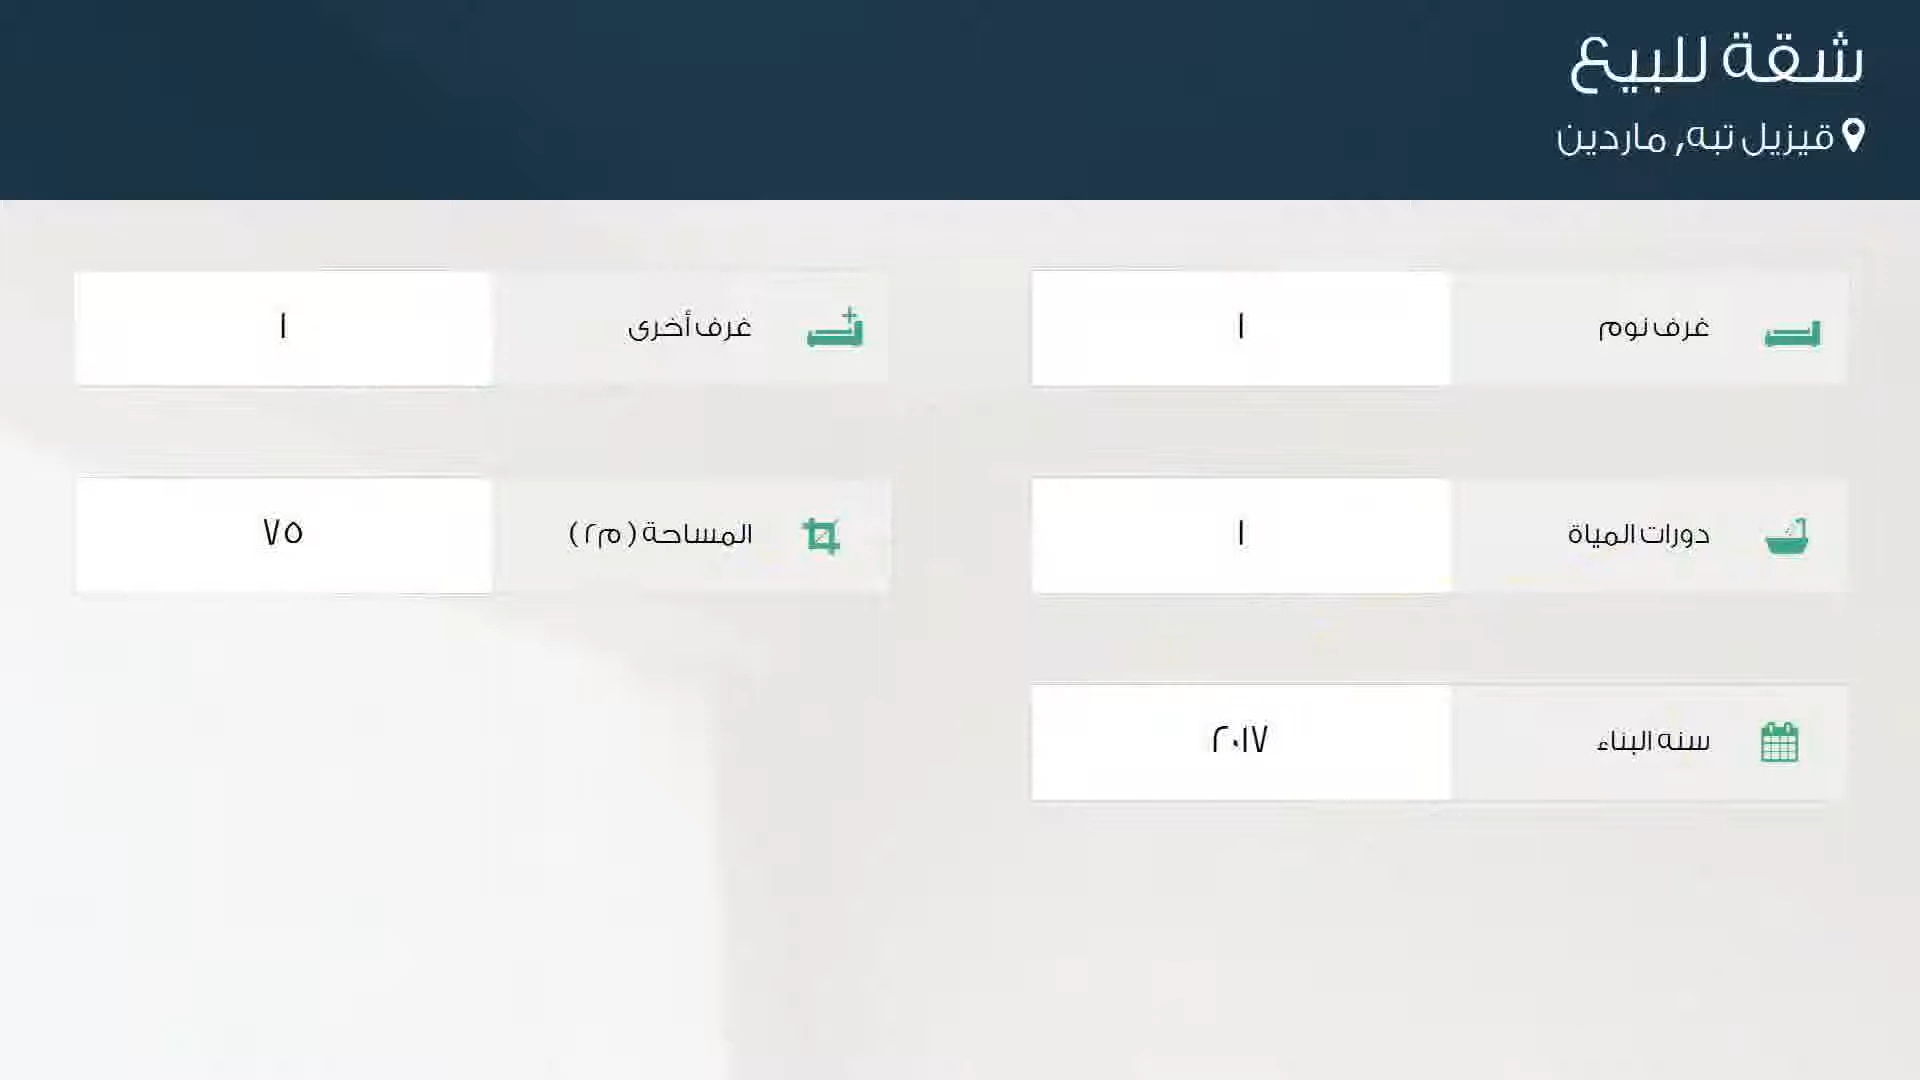 شقة للبيع
قيزيل تبه, ماردين
غرف نوم
١
غرف أخرى
١
دورات المياة
١
المساحة (م٢)
٧٥
سنه البناء
٢٠١٧